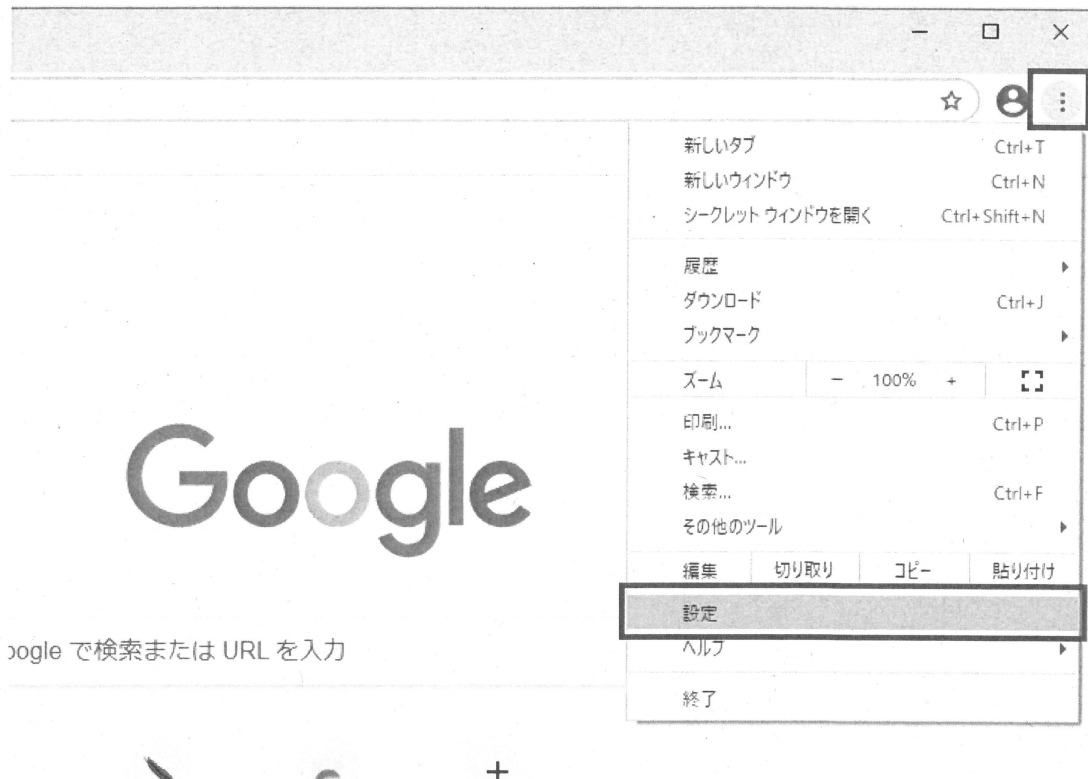 新しいタブ Ctrl+T
新しいウィンドウ Ctrl+N
シークレット ウィンドウを開く Ctrl+Shift+N
履歴
ダウンロード Ctrl+J
ブックマーク
ズーム − 100% +
印刷... Ctrl+P
キャスト...
検索... Ctrl+F
その他のツール
編集 切り取り コピー 貼り付け
設定
ヘルプ
終了
Google
oogle で検索または URL を入力